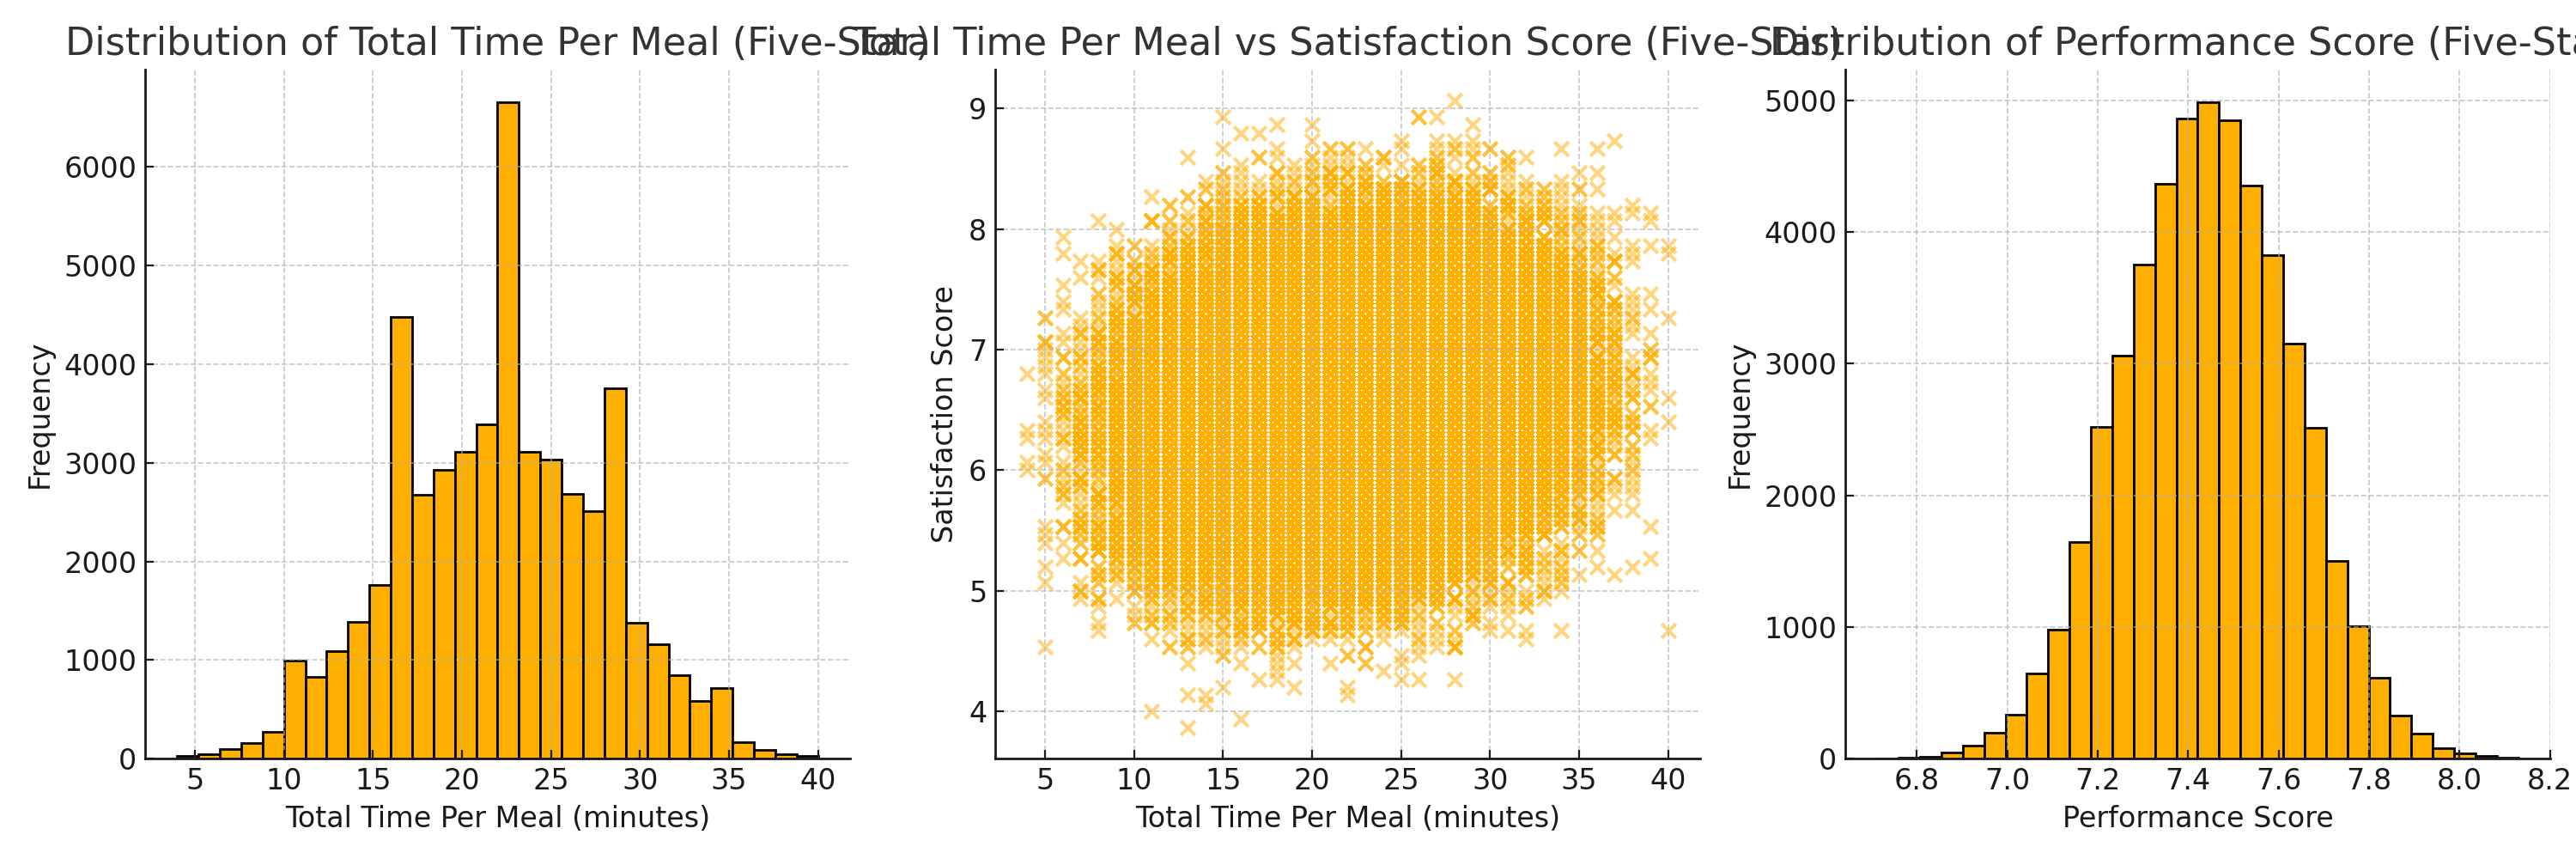 Distribution of Total Time Per Meal (Five-Star)
Total Time Per Meal vs Satisfaction Score (Five-Star)
Distribution of Performance Score (Five-Sta
Frequency
6000
5000
4000
3000
2000
1000
0
5 10 15 20 25 30 35 40
Total Time Per Meal (minutes)
Satisfaction Score
9
8
7
6
5
4
5 10 15 20 25 30 35 40
Total Time Per Meal (minutes)
Frequency
5000
4000
3000
2000
1000
0
6.8 7.0 7.2 7.4 7.6 7.8 8.0 8.2
Performance Score